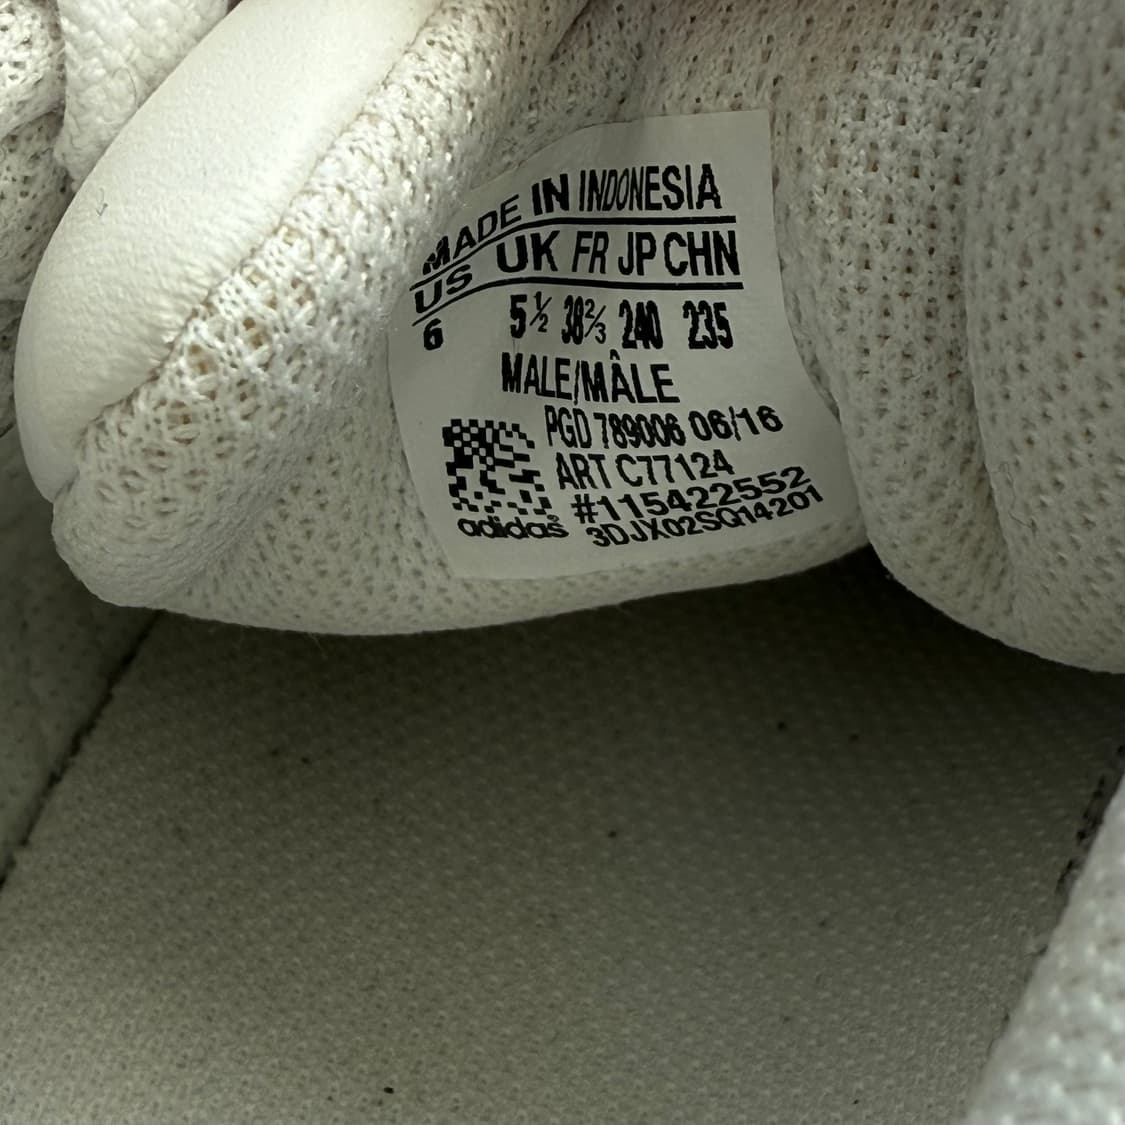 MADE IN INDONESIA
US UK FR JP CHN
6 5½ 38⅔ 240 235
MALE/MÂLE
PGD 789006 06/16
ART C77124
#115422552
adidas® 3DJX02SQ14201